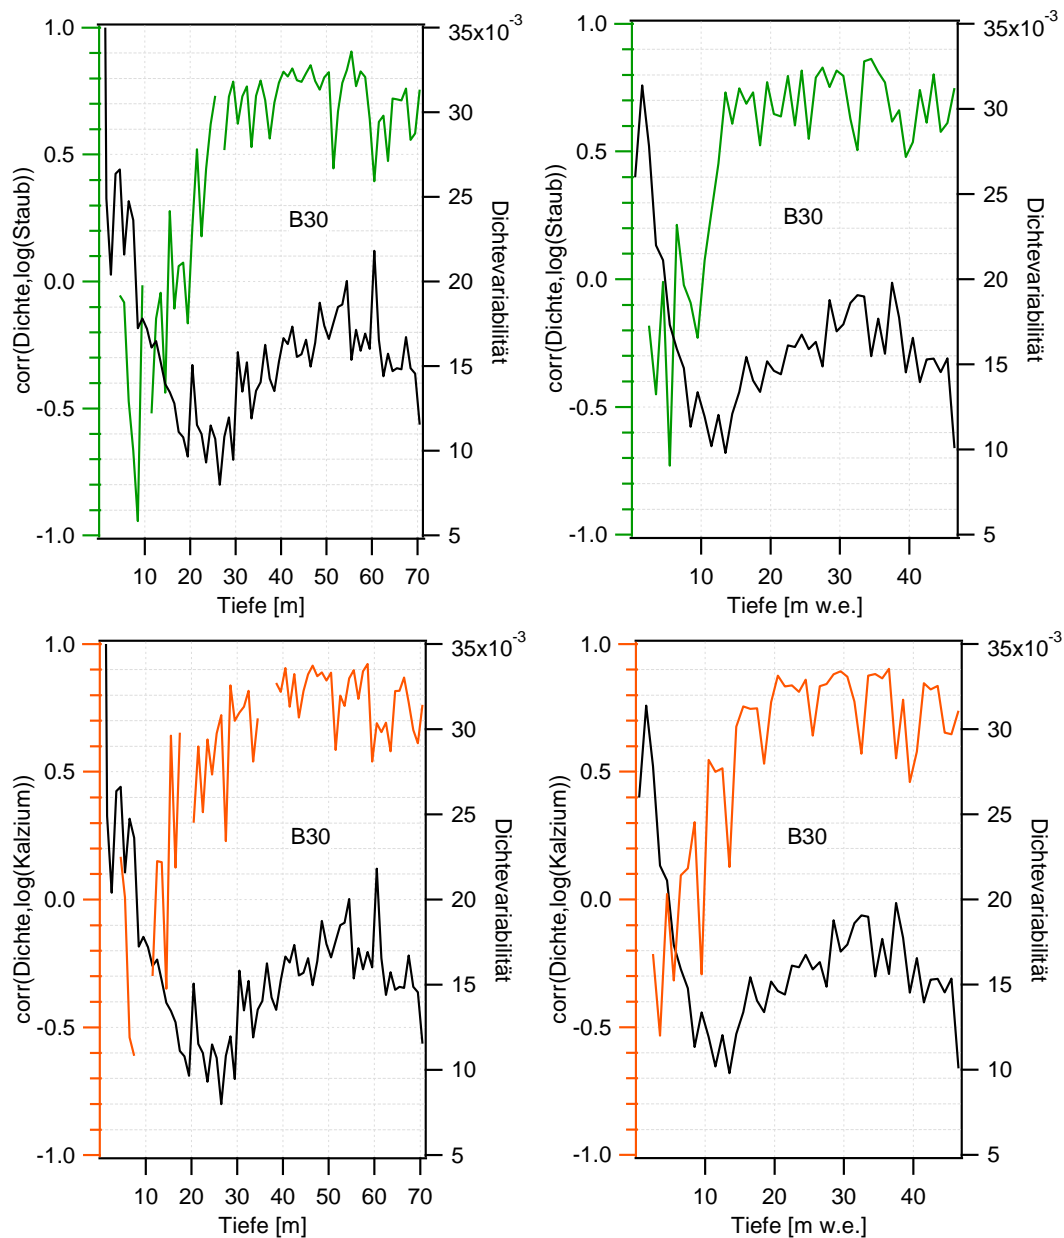 1.0
0.5
0.0
-0.5
-1.0
corr(Dichte,log(Staub))
10 20 30 40 50 60 70
Tiefe [m]
35x10-3
30
25
20
15
10
5
Dichtevariabilität
B30
1.0
0.5
0.0
-0.5
-1.0
corr(Dichte,log(Staub))
10 20 30 40
Tiefe [m w.e.]
35x10-3
30
25
20
15
10
5
Dichtevariabilität
B30
1.0
0.5
0.0
-0.5
-1.0
corr(Dichte,log(Kalzium))
10 20 30 40 50 60 70
Tiefe [m]
35x10-3
30
25
20
15
10
5
Dichtevariabilität
B30
1.0
0.5
0.0
-0.5
-1.0
corr(Dichte,log(Kalzium))
10 20 30 40
Tiefe [m w.e.]
35x10-3
30
25
20
15
10
5
Dichtevariabilität
B30